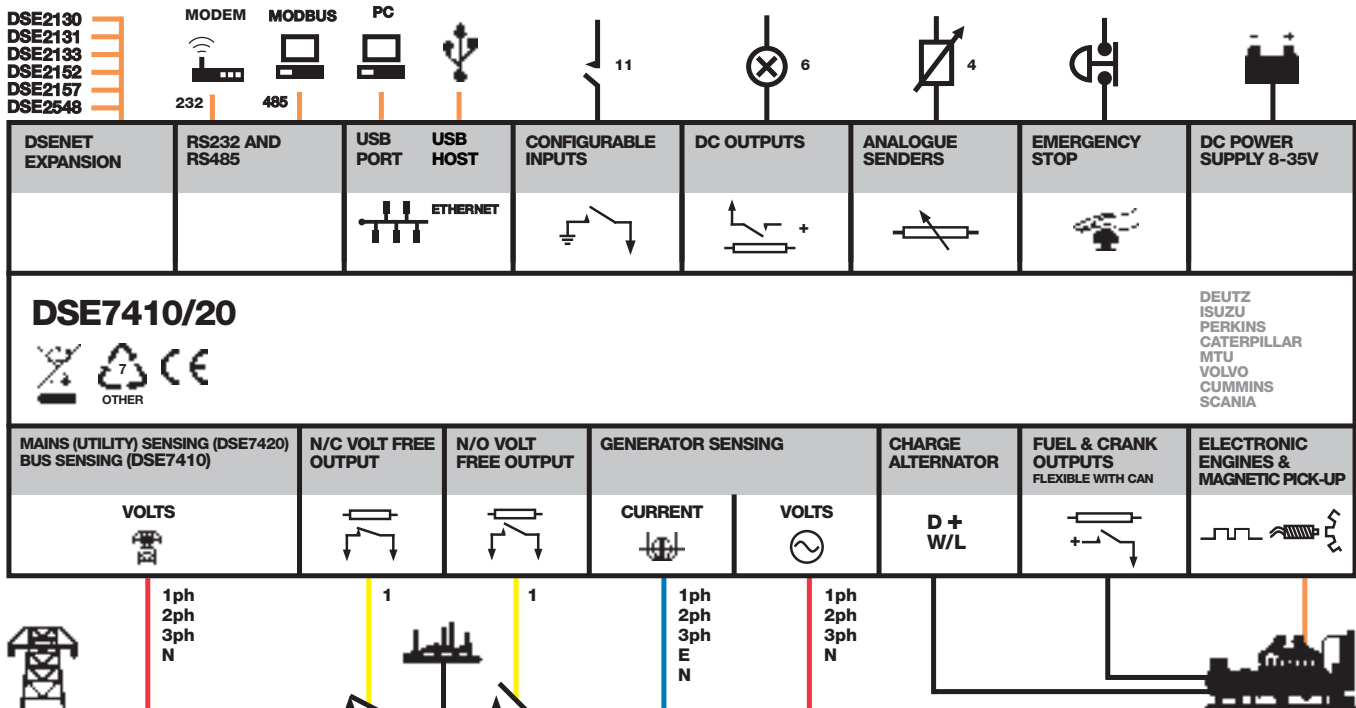 DSE2130
DSE2131
DSE2133
DSE2152
DSE2157
DSE2548
MODEM
MODBUS
PC
232
485
11
6
4
- +
DSENET
EXPANSION
RS232 AND
RS485
USB
PORT
USB
HOST
CONFIGURABLE
INPUTS
DC OUTPUTS
ANALOGUE
SENDERS
EMERGENCY
STOP
DC POWER
SUPPLY 8-35V
ETHERNET
+
DSE7410/20
7
OTHER
CE
DEUTZ
ISUZU
PERKINS
CATERPILLAR
MTU
VOLVO
CUMMINS
SCANIA
MAINS (UTILITY) SENSING (DSE7420)
BUS SENSING (DSE7410)
N/C VOLT FREE
OUTPUT
N/O VOLT
FREE OUTPUT
GENERATOR SENSING
CHARGE
ALTERNATOR
FUEL & CRANK
OUTPUTS
FLEXIBLE WITH CAN
ELECTRONIC
ENGINES &
MAGNETIC PICK-UP
VOLTS
CURRENT
VOLTS
D +
W/L
+
1ph
2ph
3ph
N
1
1
1ph
2ph
3ph
E
N
1ph
2ph
3ph
N